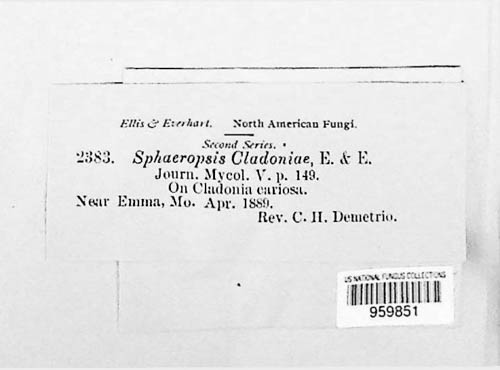 Ellis & Everhart. North American Fungi.
Second Series.
2383. Sphaeropsis Cladoniae, E. & E.
Journ. Mycol. V. p. 149.
On Cladonia cariosa.
Near Emma, Mo. Apr. 1889.
Rev. C. H. Demetrio.
US NATIONAL FUNGUS COLLECTIONS
959851